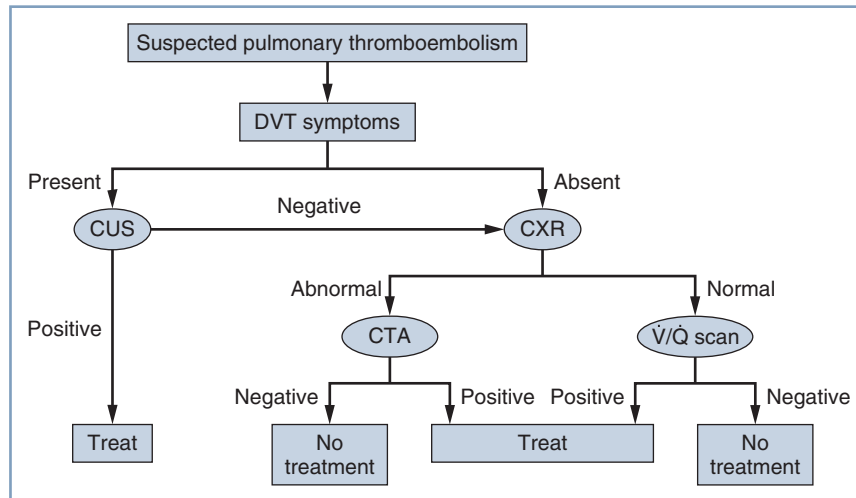 Suspected pulmonary thromboembolism
DVT symptoms
Present
Absent
Negative
CUS
CXR
Abnormal
Normal
Positive
CTA
V̇/Q̇ scan
Negative
Positive
Positive
Negative
Treat
No
treatment
Treat
No
treatment